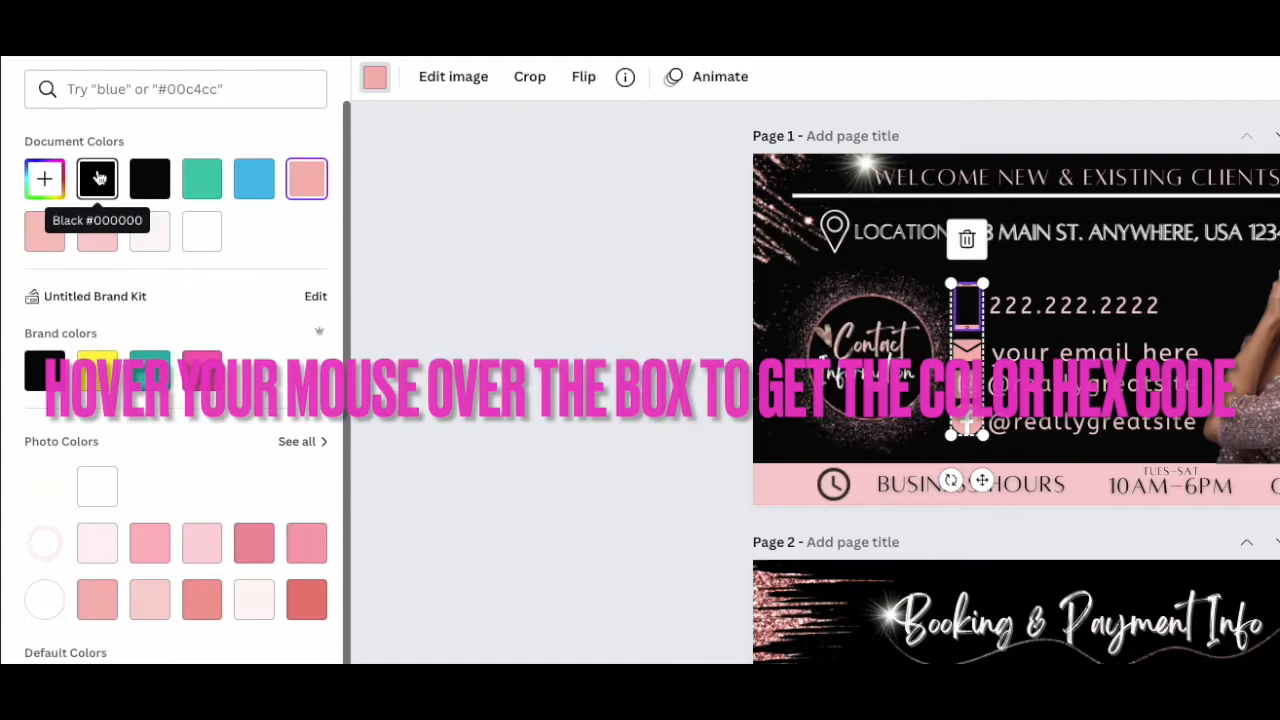 Try "blue" or "#00c4cc"
Edit image Crop Flip Animate
Document Colors
Black #000000
Untitled Brand Kit Edit
Brand colors
Photo Colors See all
Default Colors
Page 1 - Add page title
WELCOME NEW & EXISTING CLIENTS
LOCATION MAIN ST. ANYWHERE, USA 1234
Contact
Information
222.222.2222
your email here
@reallygreatsite
@reallygreatsite
HOVER YOUR MOUSE OVER THE BOX TO GET THE COLOR HEX CODE
BUSINESS HOURS
TUES-SAT
10AM-6PM
Page 2 - Add page title
Booking & Payment Info